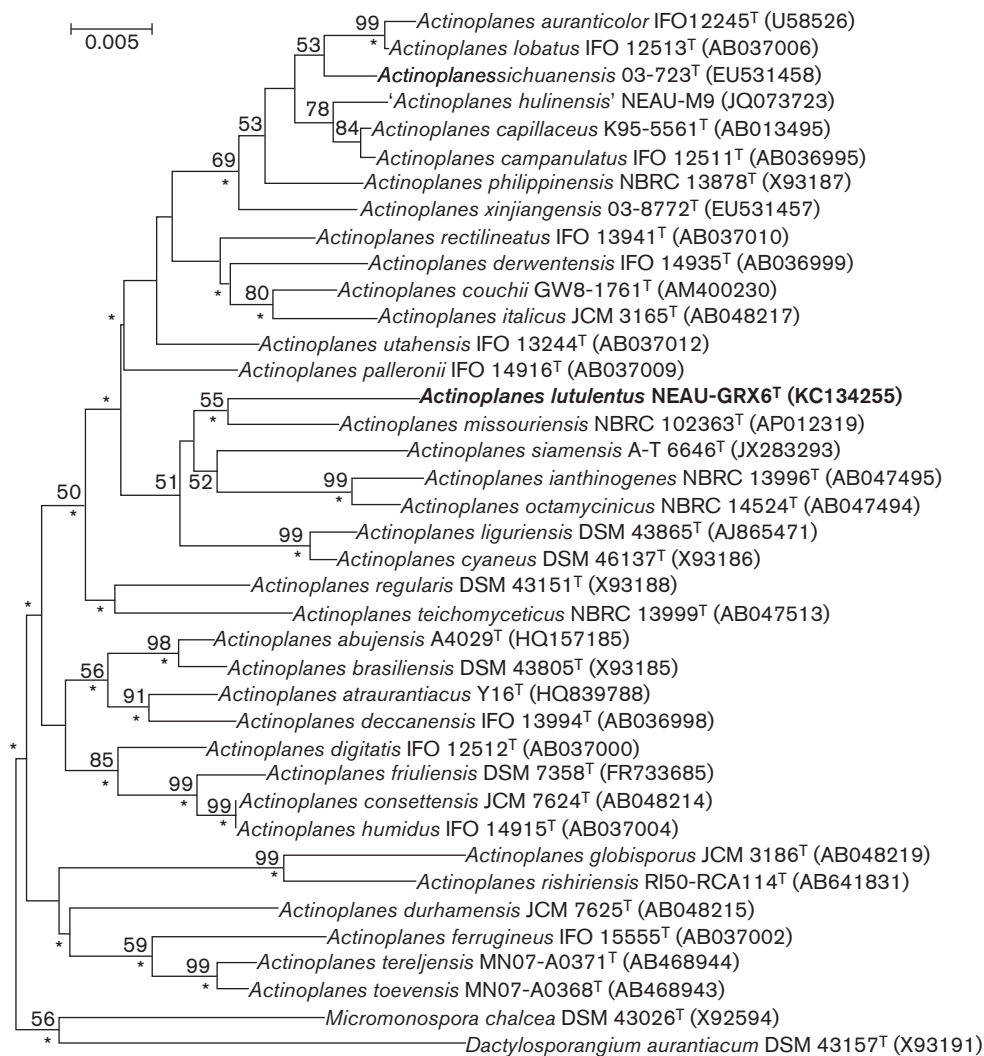 99 Actinoplanes auranticolor IFO12245T (U58526)
0.005 * Actinoplanes lobatus IFO 12513T (AB037006)
53 Actinoplanessichuanensis 03-723T (EU531458)
78 ‘Actinoplanes hulinensis’ NEAU-M9 (JQ073723)
53 84 Actinoplanes capillaceus K95-5561T (AB013495)
Actinoplanes campanulatus IFO 12511T (AB036995)
69 Actinoplanes philippinensis NBRC 13878T (X93187)
* Actinoplanes xinjiangensis 03-8772T (EU531457)
Actinoplanes rectilineatus IFO 13941T (AB037010)
Actinoplanes derwentensis IFO 14935T (AB036999)
* 80 Actinoplanes couchii GW8-1761T (AM400230)
* * Actinoplanes italicus JCM 3165T (AB048217)
Actinoplanes utahensis IFO 13244T (AB037012)
Actinoplanes palleronii IFO 14916T (AB037009)
* 55 Actinoplanes lutulentus NEAU-GRX6T (KC134255)
* Actinoplanes missouriensis NBRC 102363T (AP012319)
Actinoplanes siamensis A-T 6646T (JX283293)
50 51 52 99 Actinoplanes ianthinogenes NBRC 13996T (AB047495)
* * Actinoplanes octamycinicus NBRC 14524T (AB047494)
99 Actinoplanes liguriensis DSM 43865T (AJ865471)
* Actinoplanes cyaneus DSM 46137T (X93186)
Actinoplanes regularis DSM 43151T (X93188)
* * Actinoplanes teichomyceticus NBRC 13999T (AB047513)
98 Actinoplanes abujensis A4029T (HQ157185)
56 * Actinoplanes brasiliensis DSM 43805T (X93185)
* 91 Actinoplanes atraurantiacus Y16T (HQ839788)
* Actinoplanes deccanensis IFO 13994T (AB036998)
* 85 Actinoplanes digitatis IFO 12512T (AB037000)
* 99 Actinoplanes friuliensis DSM 7358T (FR733685)
* 99 Actinoplanes consettensis JCM 7624T (AB048214)
* Actinoplanes humidus IFO 14915T (AB037004)
99 Actinoplanes globisporus JCM 3186T (AB048219)
* Actinoplanes rishiriensis RI50-RCA114T (AB641831)
Actinoplanes durhamensis JCM 7625T (AB048215)
* 59 Actinoplanes ferrugineus IFO 15555T (AB037002)
* 99 Actinoplanes tereljensis MN07-A0371T (AB468944)
* Actinoplanes toevensis MN07-A0368T (AB468943)
56 Micromonospora chalcea DSM 43026T (X92594)
* Dactylosporangium aurantiacum DSM 43157T (X93191)